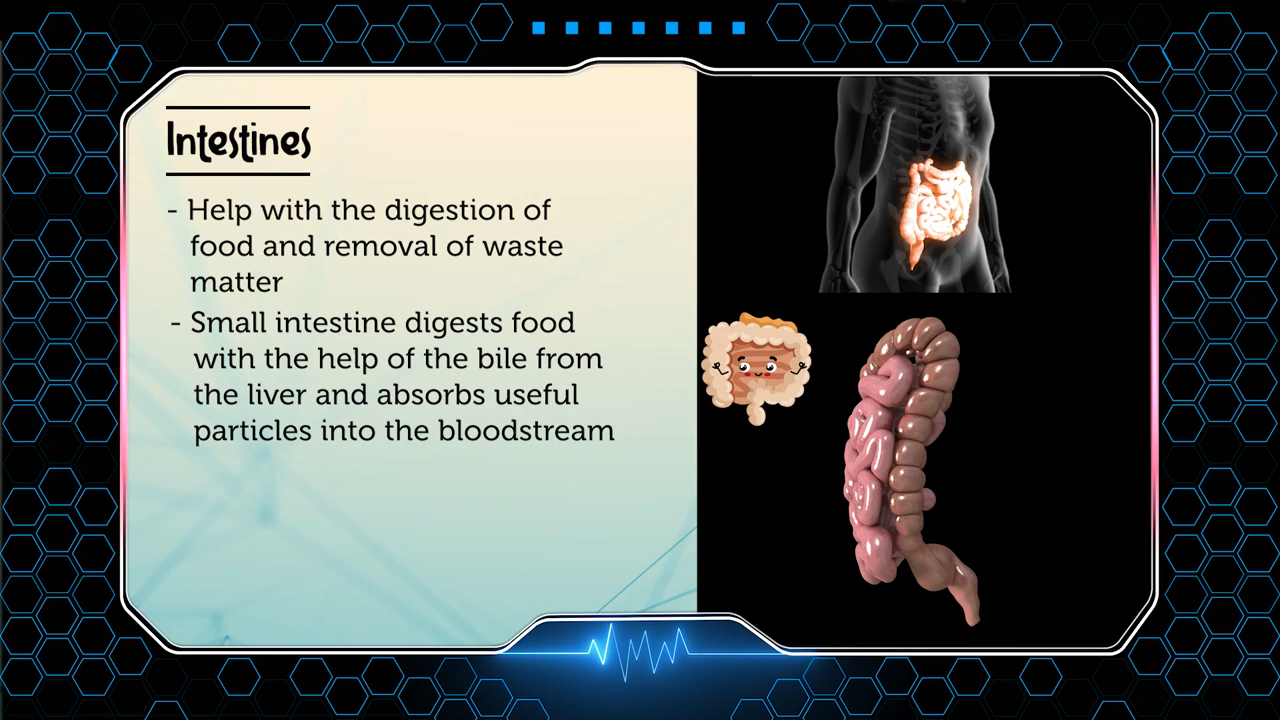 Intestines
- Help with the digestion of
food and removal of waste
matter
- Small intestine digests food
with the help of the bile from
the liver and absorbs useful
particles into the bloodstream